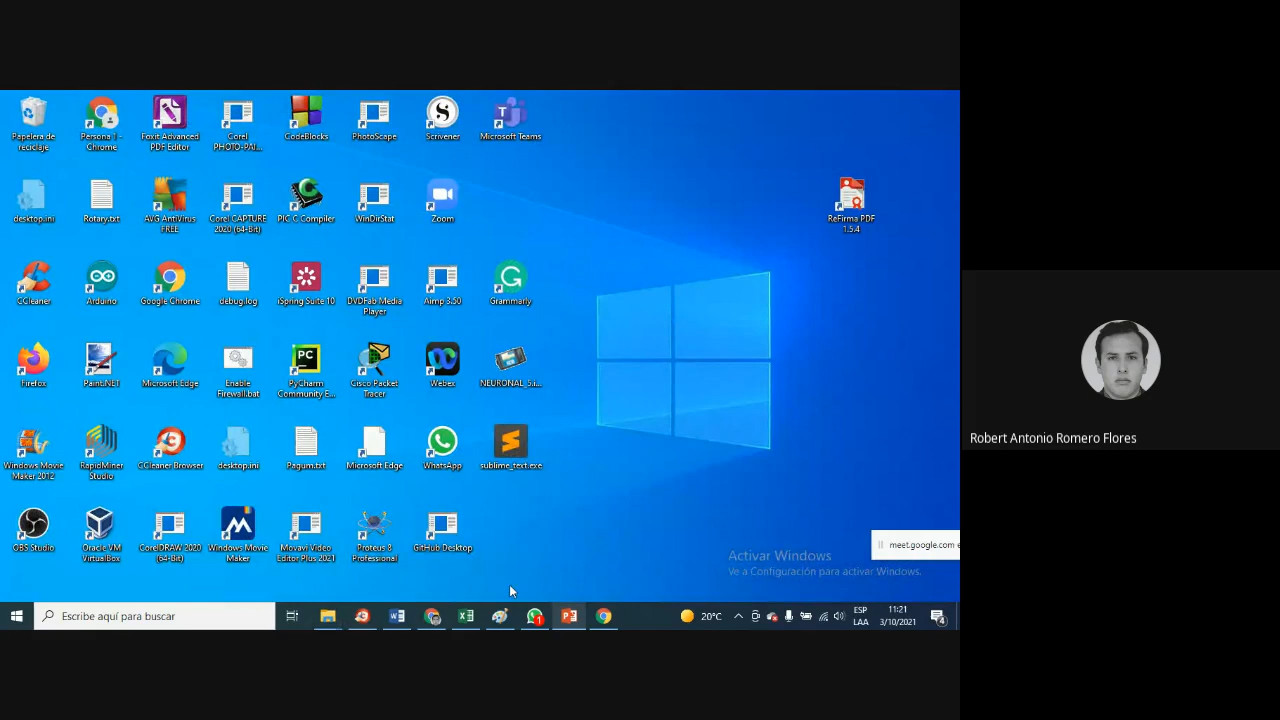 Papelera de
reciclaje
Persona 1 -
Chrome
Foxit Advanced
PDF Editor
Corel
PHOTO-PAI...
CodeBlocks
PhotoScape
Scrivener
Microsoft Teams
desktop.ini
Rotary.txt
AVG AntiVirus
FREE
Corel CAPTURE
2020 (64-Bit)
PIC C Compiler
WinDirStat
Zoom
ReFirma PDF
1.5.4
CCleaner
Arduino
Google Chrome
debug.log
iSpring Suite 10
DVDFab Media
Player
Aimp 3.50
Grammarly
Firefox
Paint.NET
Microsoft Edge
Enable
Firewall.bat
PyCharm
Community E...
Cisco Packet
Tracer
Webex
NEURONAL_5.i...
Windows Movie
Maker 2012
RapidMiner
Studio
CCleaner Browser
desktop.ini
Pagum.txt
Microsoft Edge
WhatsApp
sublime_text.exe
OBS Studio
Oracle VM
VirtualBox
CorelDRAW 2020
(64-Bit)
Windows Movie
Maker
Movavi Video
Editor Plus 2021
Proteus 8
Professional
GitHub Desktop
meet.google.com e
Activar Windows
Ve a Configuración para activar Windows.
Escribe aquí para buscar
1
20°C
ESP
LAA
11:21
3/10/2021
4
Robert Antonio Romero Flores